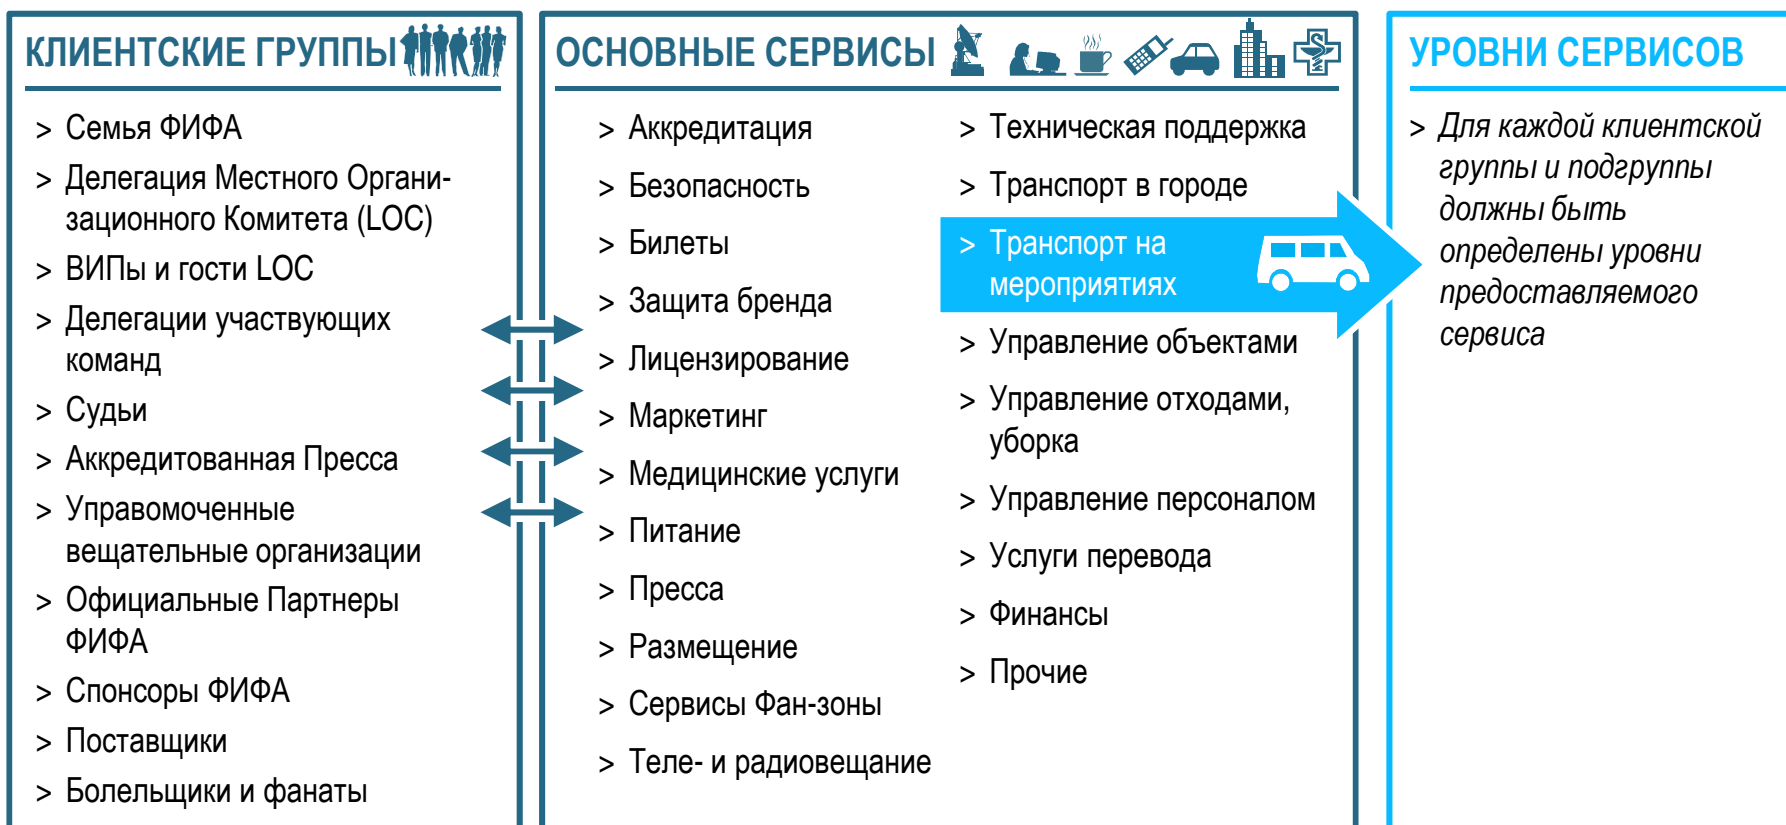 КЛИЕНТСКИЕ ГРУППЫ
> Семья ФИФА
> Делегация Местного Органи-
зационного Комитета (LOC)
> ВИПы и гости LOC
> Делегации участвующих
команд
> Судьи
> Аккредитованная Пресса
> Управомоченные
вещательные организации
> Официальные Партнеры
ФИФА
> Спонсоры ФИФА
> Поставщики
> Болельщики и фанаты
ОСНОВНЫЕ СЕРВИСЫ
> Аккредитация
> Безопасность
> Билеты
> Защита бренда
> Лицензирование
> Маркетинг
> Медицинские услуги
> Питание
> Пресса
> Размещение
> Сервисы Фан-зоны
> Теле- и радиовещание
> Техническая поддержка
> Транспорт в городе
> Транспорт на
мероприятиях
> Управление объектами
> Управление отходами,
уборка
> Управление персоналом
> Услуги перевода
> Финансы
> Прочие
УРОВНИ СЕРВИСОВ
> Для каждой клиентской
группы и подгруппы
должны быть
определены уровни
предоставляемого
сервиса